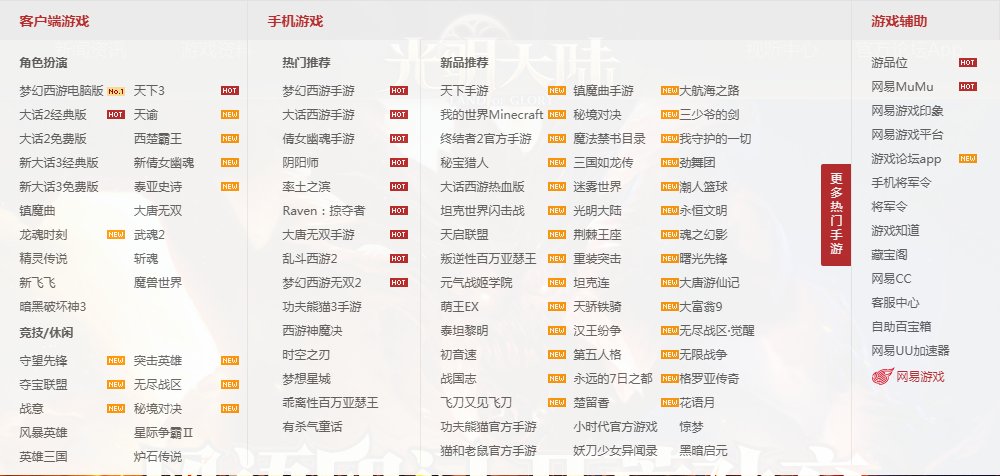 客户端游戏
角色扮演
梦幻西游电脑版 No.1 天下3 HOT
大话2经典版 HOT 天谕 NEW
大话2免费版 西楚霸王 NEW
新大话3经典版 新倩女幽魂 NEW
新大话3免费版 泰亚史诗 NEW
镇魔曲 大唐无双
龙魂时刻 NEW 武魂2
精灵传说 斩魂
新飞飞 魔兽世界
暗黑破坏神3
竞技/休闲
守望先锋 NEW 突击英雄 NEW
夺宝联盟 NEW 无尽战区 NEW
战意 NEW 秘境对决 NEW
风暴英雄 星际争霸II
英雄三国 炉石传说
手机游戏
热门推荐
梦幻西游手游 HOT
大话西游手游 HOT
倩女幽魂手游 HOT
阴阳师 HOT
率土之滨 HOT
Raven：掠夺者 HOT
大唐无双手游 HOT
乱斗西游2 HOT
梦幻西游无双2 HOT
功夫熊猫3手游
西游神魔决
时空之刃
梦想星城
乖离性百万亚瑟王
有杀气童话
新品推荐
天下手游 NEW 镇魔曲手游 NEW 大航海之路
我的世界Minecraft NEW 秘境对决 NEW 三少爷的剑
终结者2官方手游 NEW 魔法禁书目录 NEW 我守护的一切
秘宝猎人 NEW 三国如龙传 NEW 劲舞团
大话西游热血版 NEW 迷雾世界 NEW 潮人篮球
坦克世界闪击战 NEW 光明大陆 NEW 永恒文明
天启联盟 NEW 荆棘王座 NEW 魂之幻影
叛逆性百万亚瑟王 NEW 重装突击 NEW 曙光先锋
元气战姬学院 NEW 坦克连 NEW 大唐游仙记
萌王EX NEW 天骄铁骑 NEW 大富翁9
泰坦黎明 NEW 汉王纷争 NEW 无尽战区·觉醒
初音速 NEW 第五人格 NEW 无限战争
战国志 NEW 永远的7日之都 NEW 格罗亚传奇
飞刀又见飞刀 NEW 楚留香 NEW 花语月
功夫熊猫官方手游 小时代官方游戏 惊梦
猫和老鼠官方手游 妖刀少女异闻录 黑暗启元
更多热门手游
游戏辅助
游品位 HOT
网易MuMu HOT
网易游戏印象
网易游戏平台
游戏论坛app NEW
手机将军令
将军令
游戏知道
藏宝阁
网易CC
客服中心
自助百宝箱
网易UU加速器
网易游戏
光明大陆